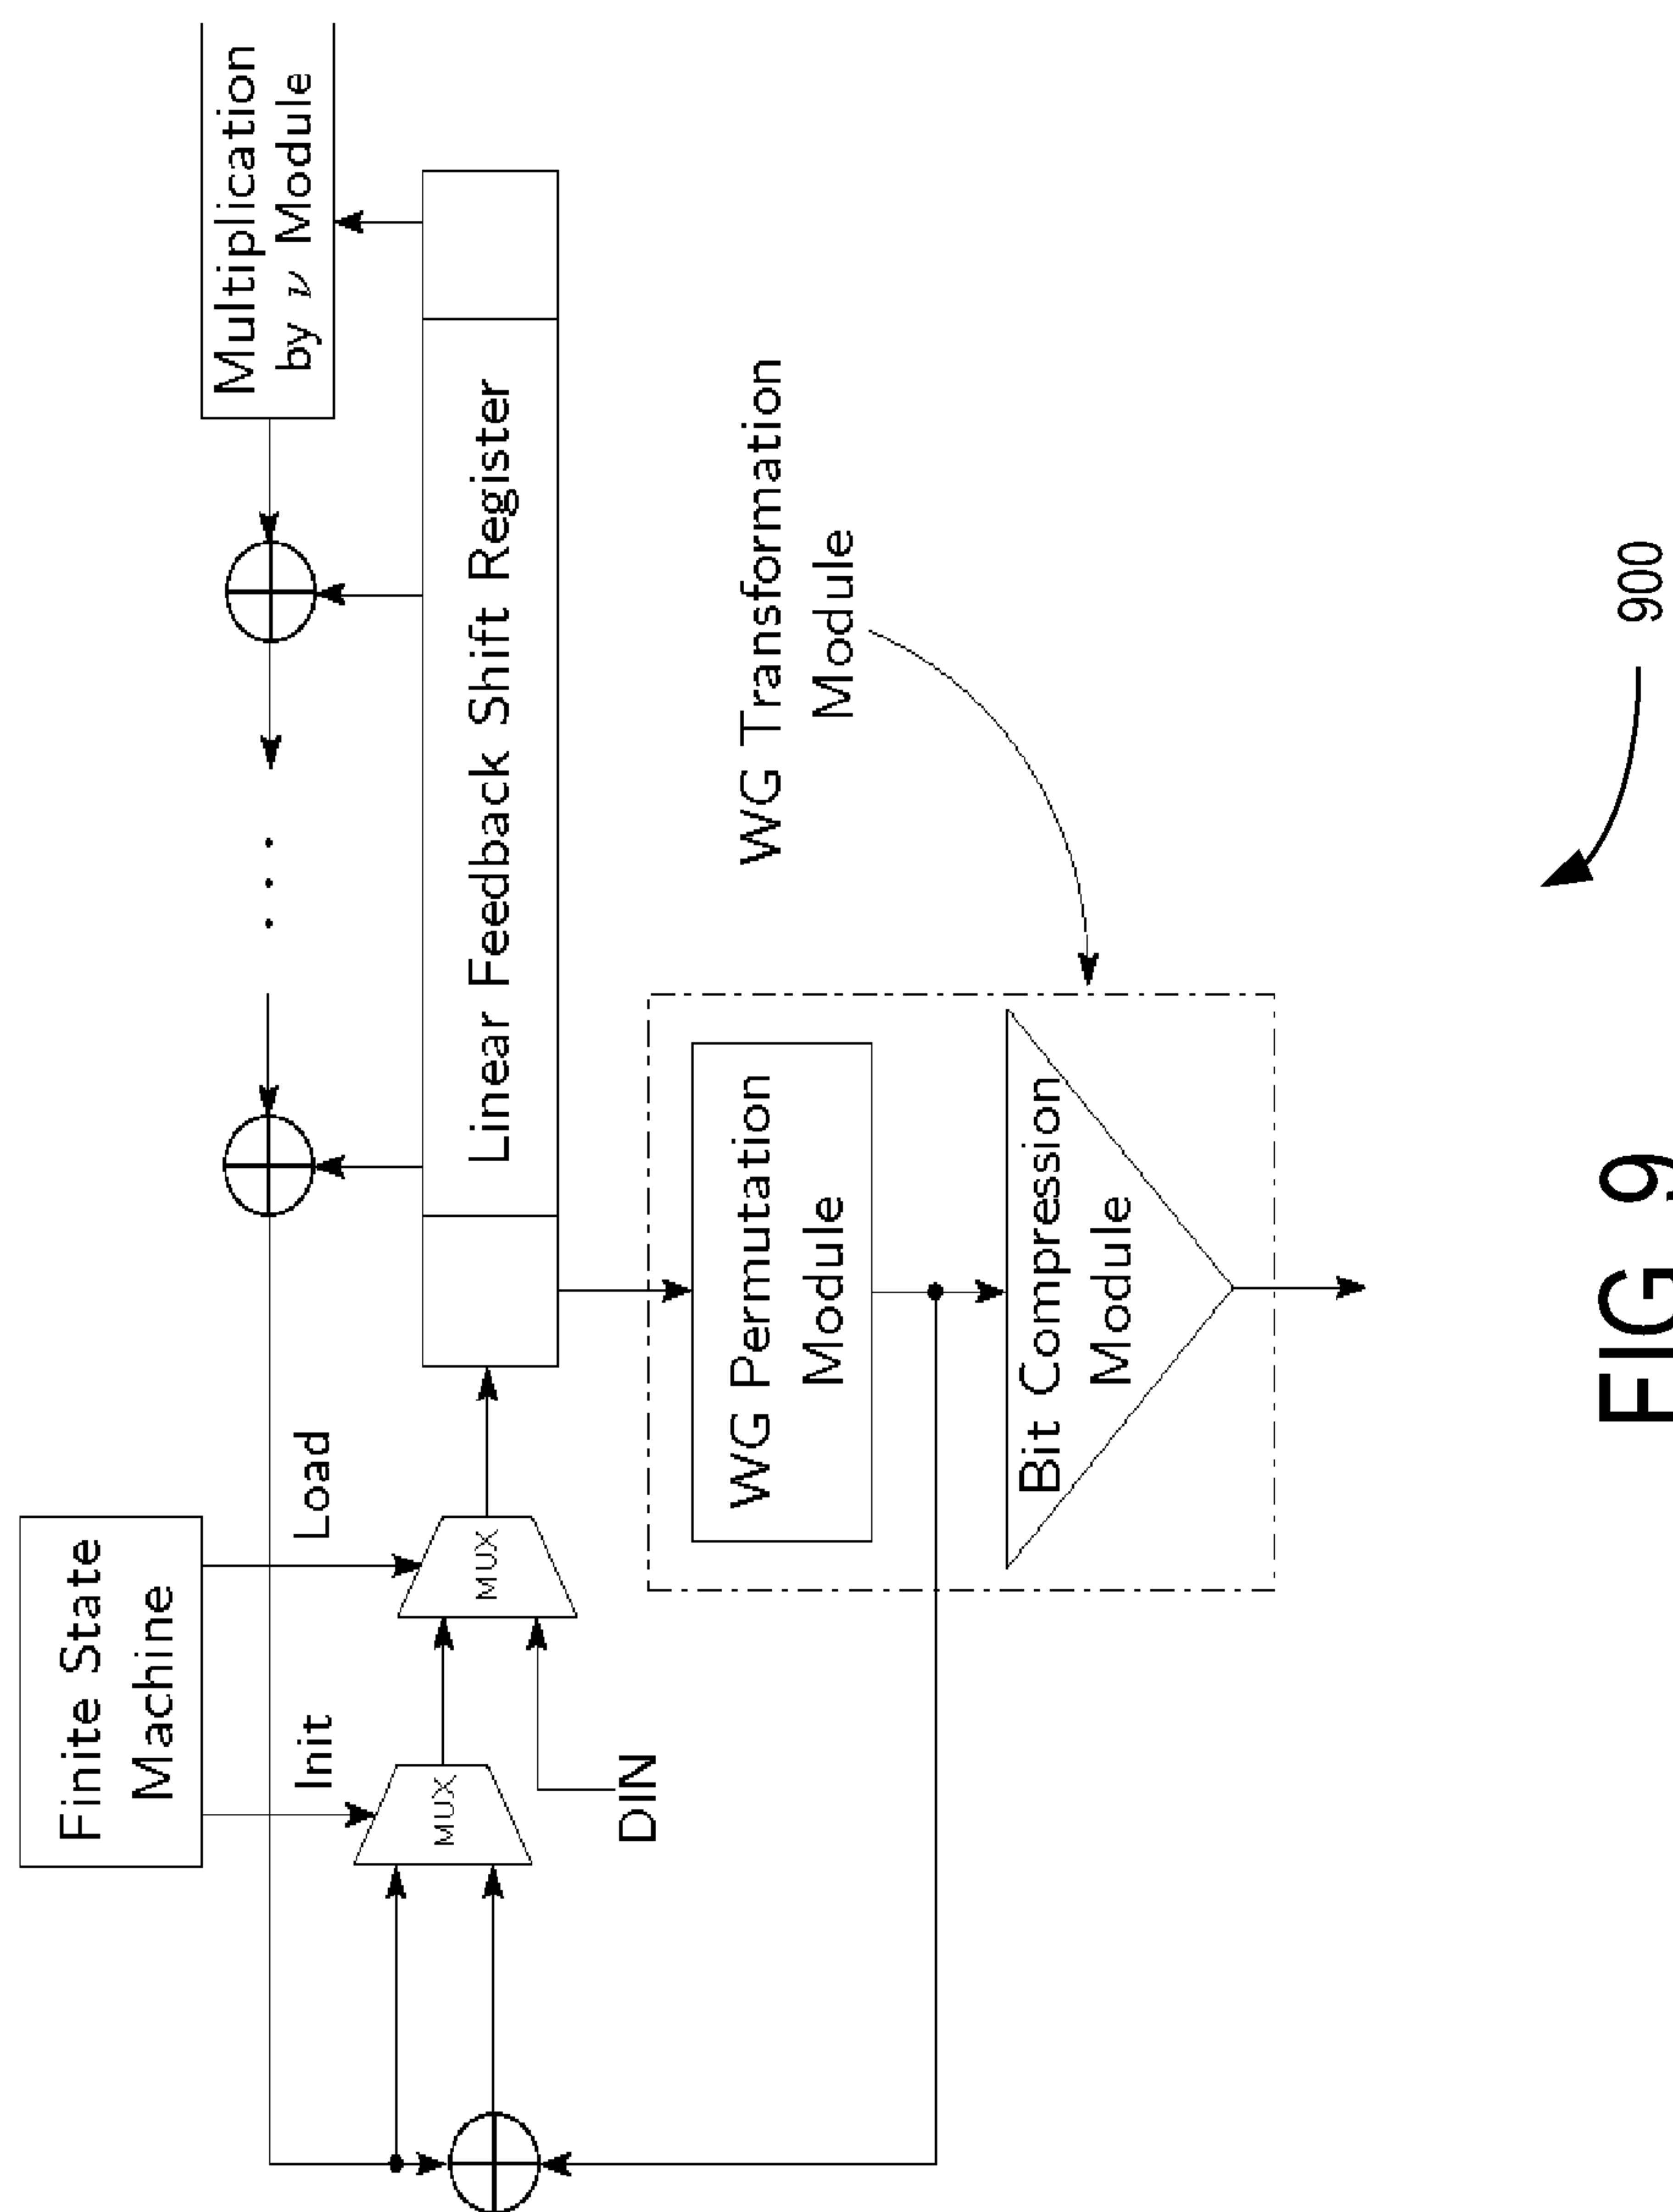 Finite State
Machine
Multiplication
by ν Module
Init
Load
MUX
MUX
Linear Feedback Shift Register
DIN
WG Permutation
Module
WG Transformation
Module
Bit Compression
Module
FIG 9
900